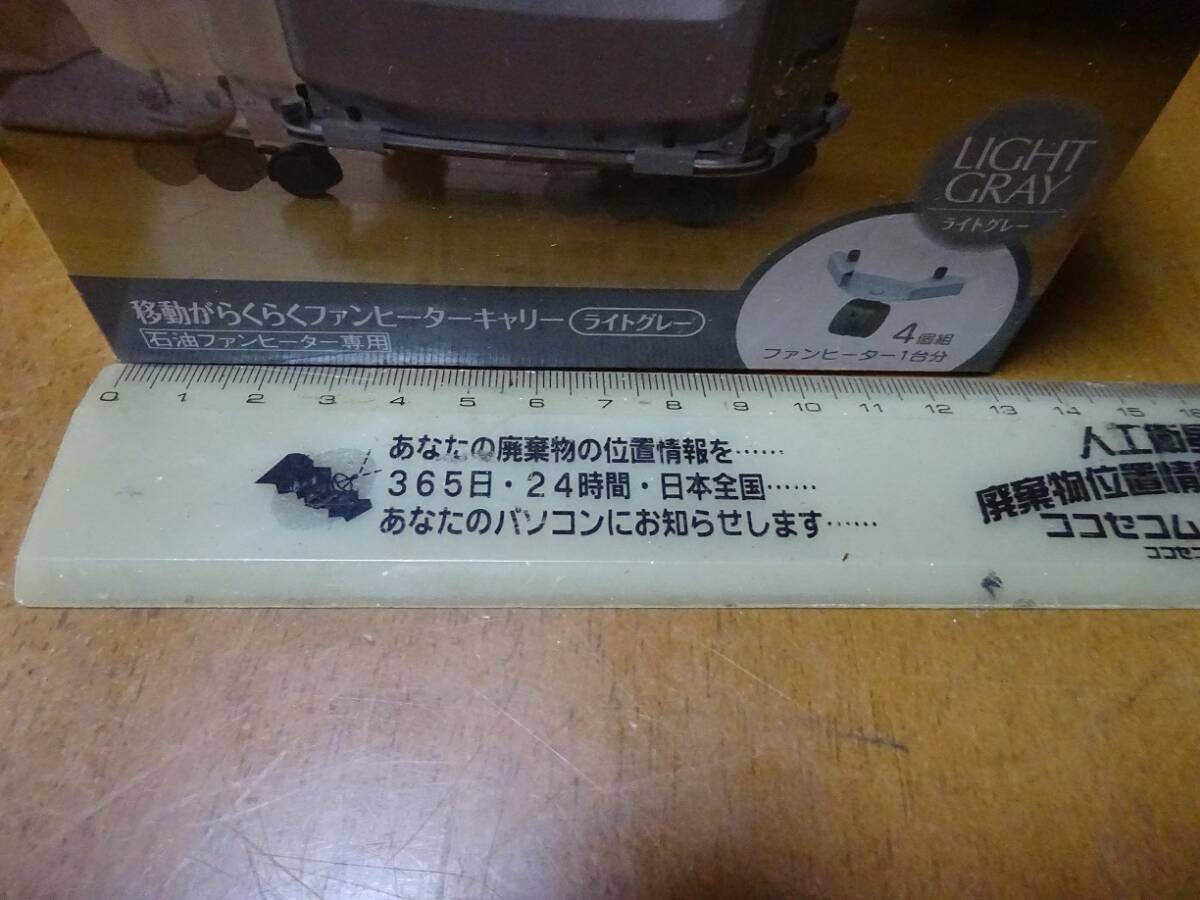 LIGHT
GRAY
ライトグレー
移動がらくらくファンヒーターキャリー ライトグレー
石油ファンヒーター専用
4個組
ファンヒーター1台分
0 1 2 3 4 5 6 7 8 9 10 11 12 13 14 15
あなたの廃棄物の位置情報を……
365日・24時間・日本全国……
あなたのパソコンにお知らせします……
人工衛星
廃棄物位置情
ココセコム
ココセコ